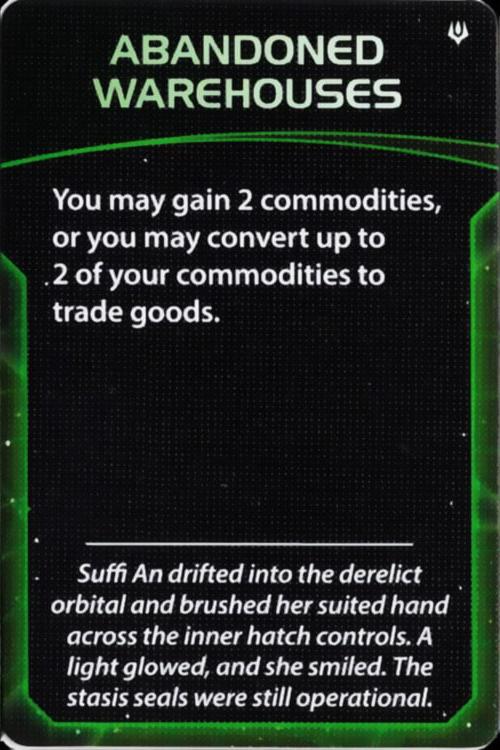 ABANDONED
WAREHOUSES
You may gain 2 commodities,
or you may convert up to
2 of your commodities to
trade goods.
Suffi An drifted into the derelict
orbital and brushed her suited hand
across the inner hatch controls. A
light glowed, and she smiled. The
stasis seals were still operational.